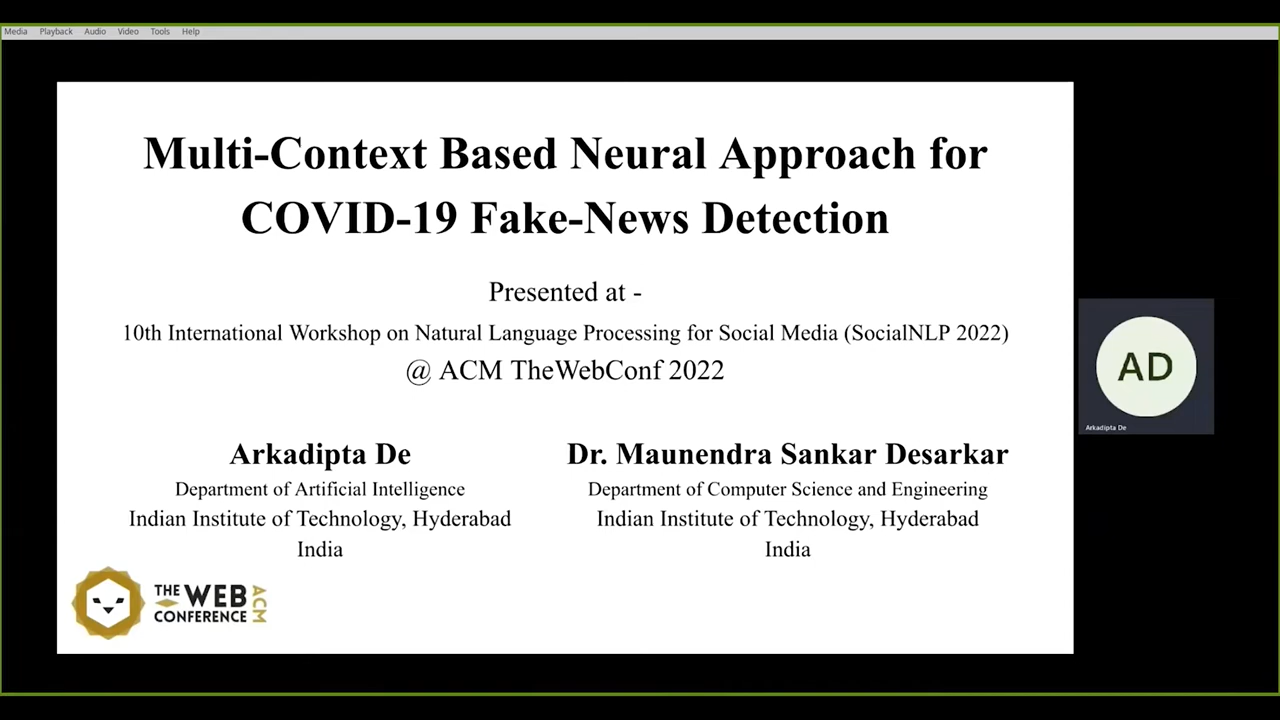 Media Playback Audio Video Tools Help
Multi-Context Based Neural Approach for
COVID-19 Fake-News Detection
Presented at -
10th International Workshop on Natural Language Processing for Social Media (SocialNLP 2022)
@ ACM TheWebConf 2022
Arkadipta De
Department of Artificial Intelligence
Indian Institute of Technology, Hyderabad
India
Dr. Maunendra Sankar Desarkar
Department of Computer Science and Engineering
Indian Institute of Technology, Hyderabad
India
THE WEB
CONFERENCE
ACM
AD
Arkadipta De